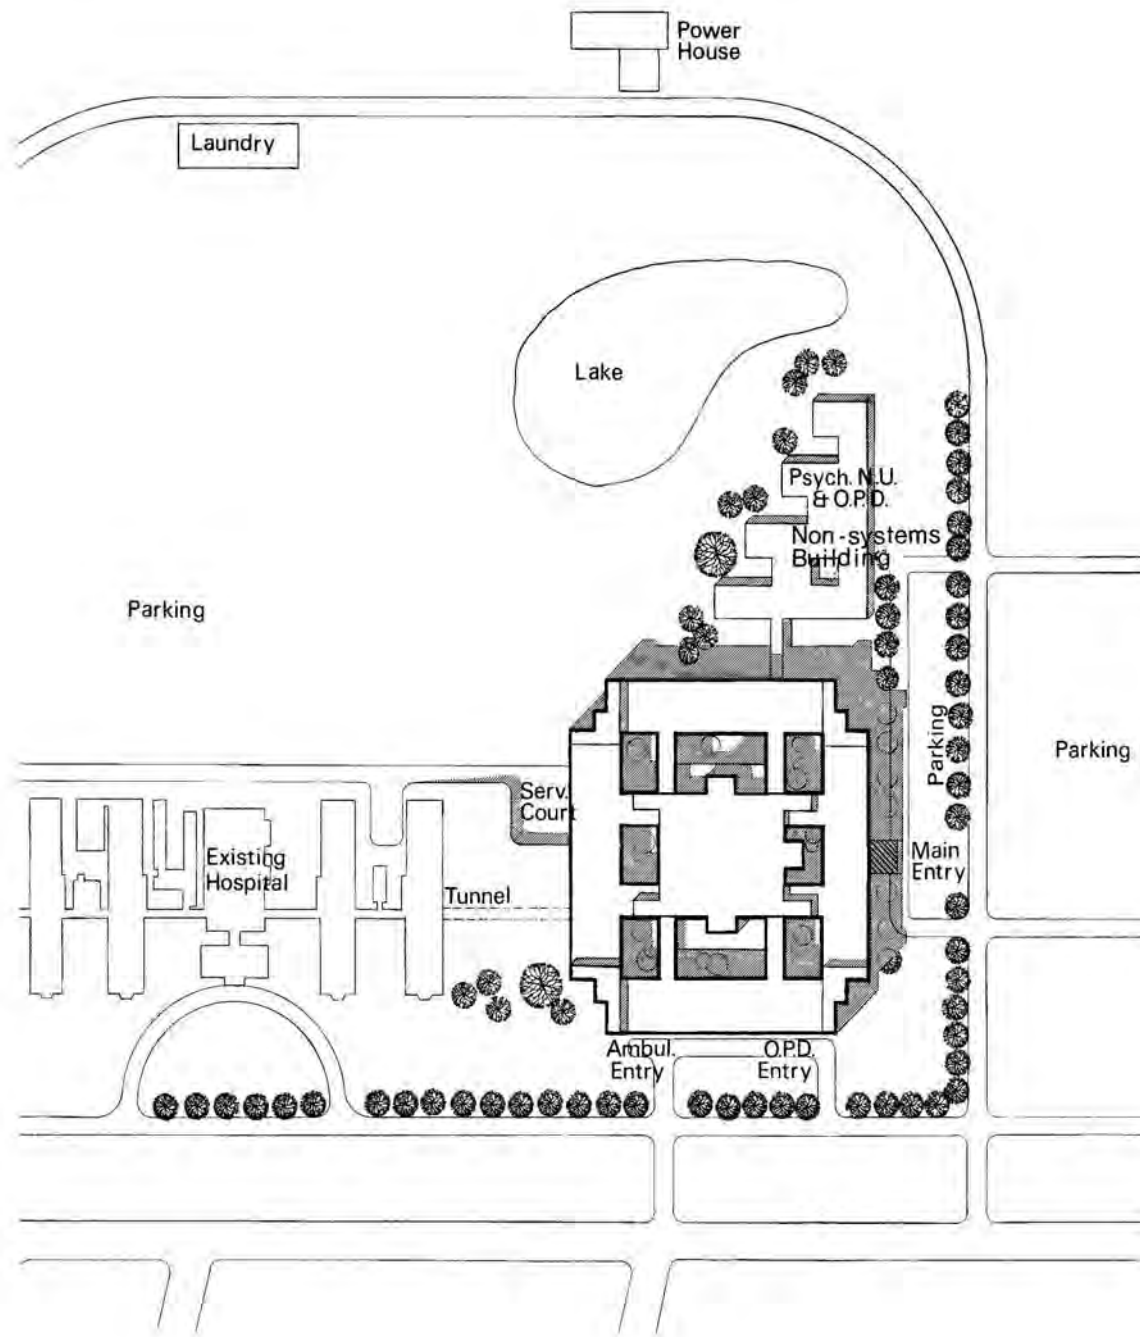 Power
House
Laundry
Lake
Psych. N.U.
& O.P.D.
Non-systems
Building
Parking
Parking
Parking
Serv.
Court
Existing
Hospital
Main
Entry
Tunnel
Ambul.
Entry
O.P.D.
Entry